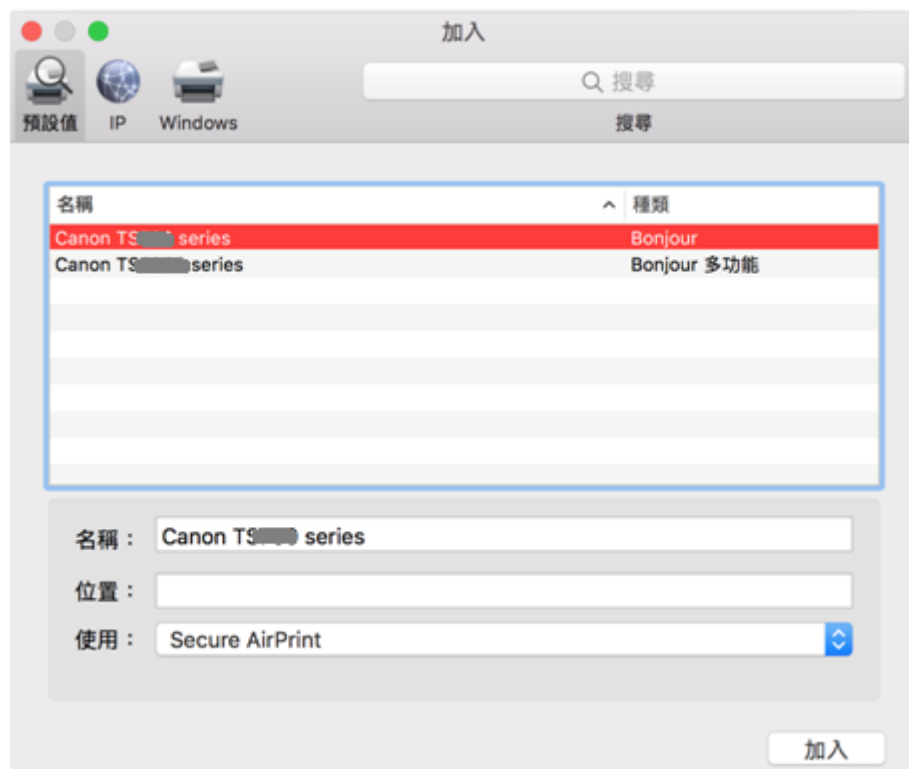 加入
預設值 IP Windows
搜尋
搜尋
名稱 種類
Canon TS series Bonjour
Canon TS series Bonjour 多功能
名稱： Canon TS series
位置：
使用： Secure AirPrint
加入